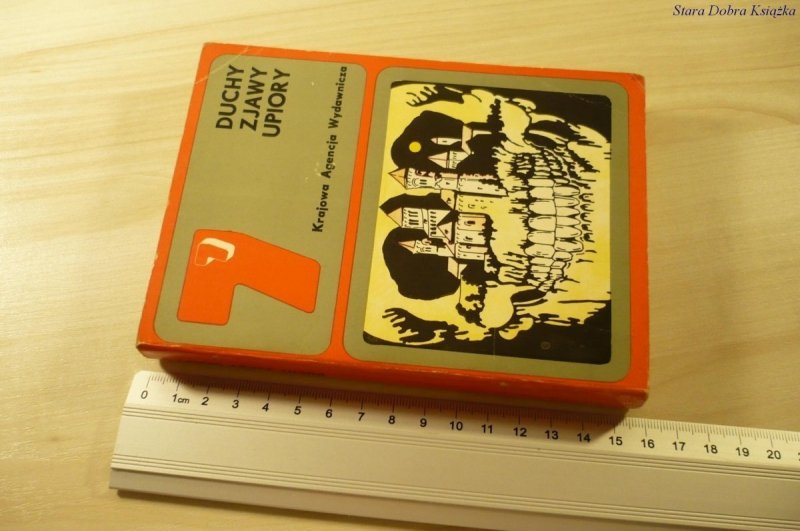 Stara Dobra Książka
DUCHY
ZJAWY
UPIORY
Krajowa Agencja Wydawnicza
7
0 1cm 2 3 4 5 6 7 8 9 10 11 12 13 14 15 16 17 18 19 20